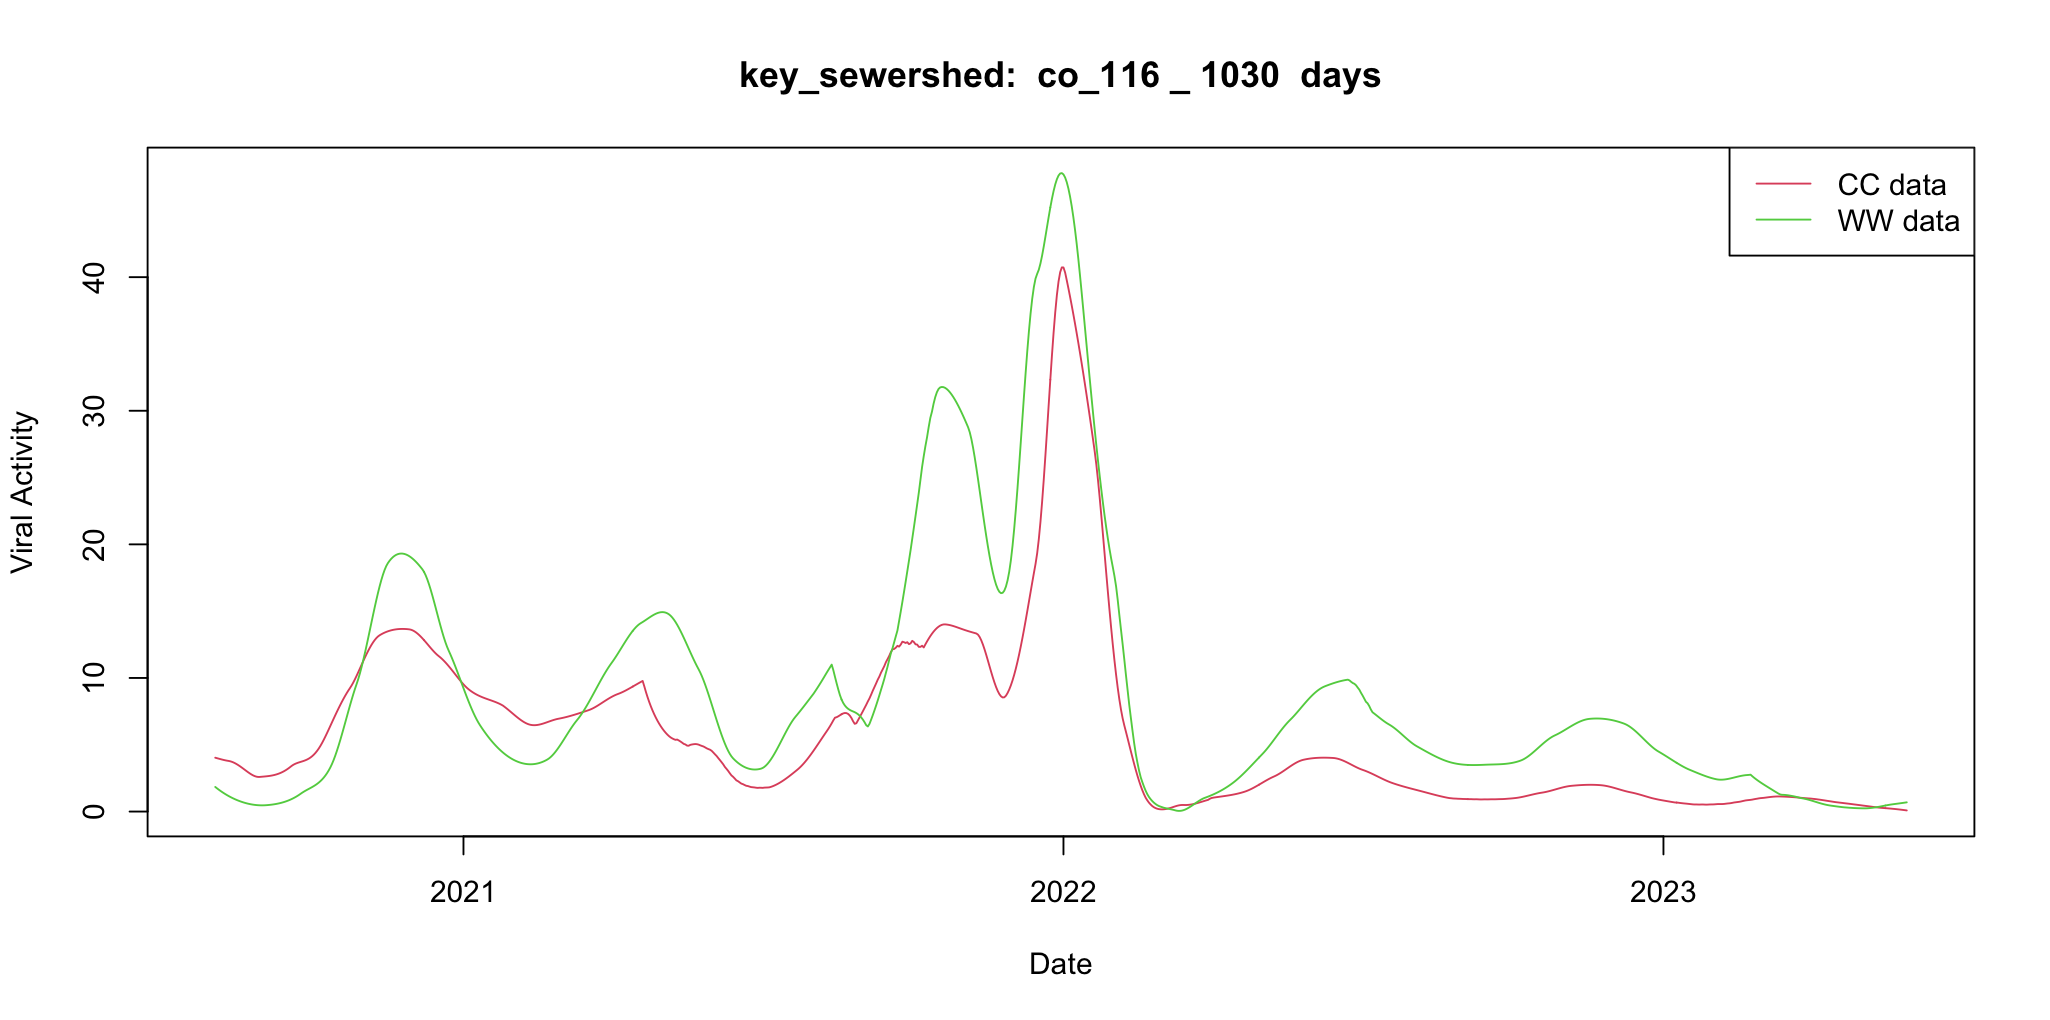 key_sewershed:  co_116 _ 1030  days
CC data
WW data
Viral Activity
40
30
20
10
0
2021
2022
2023
Date